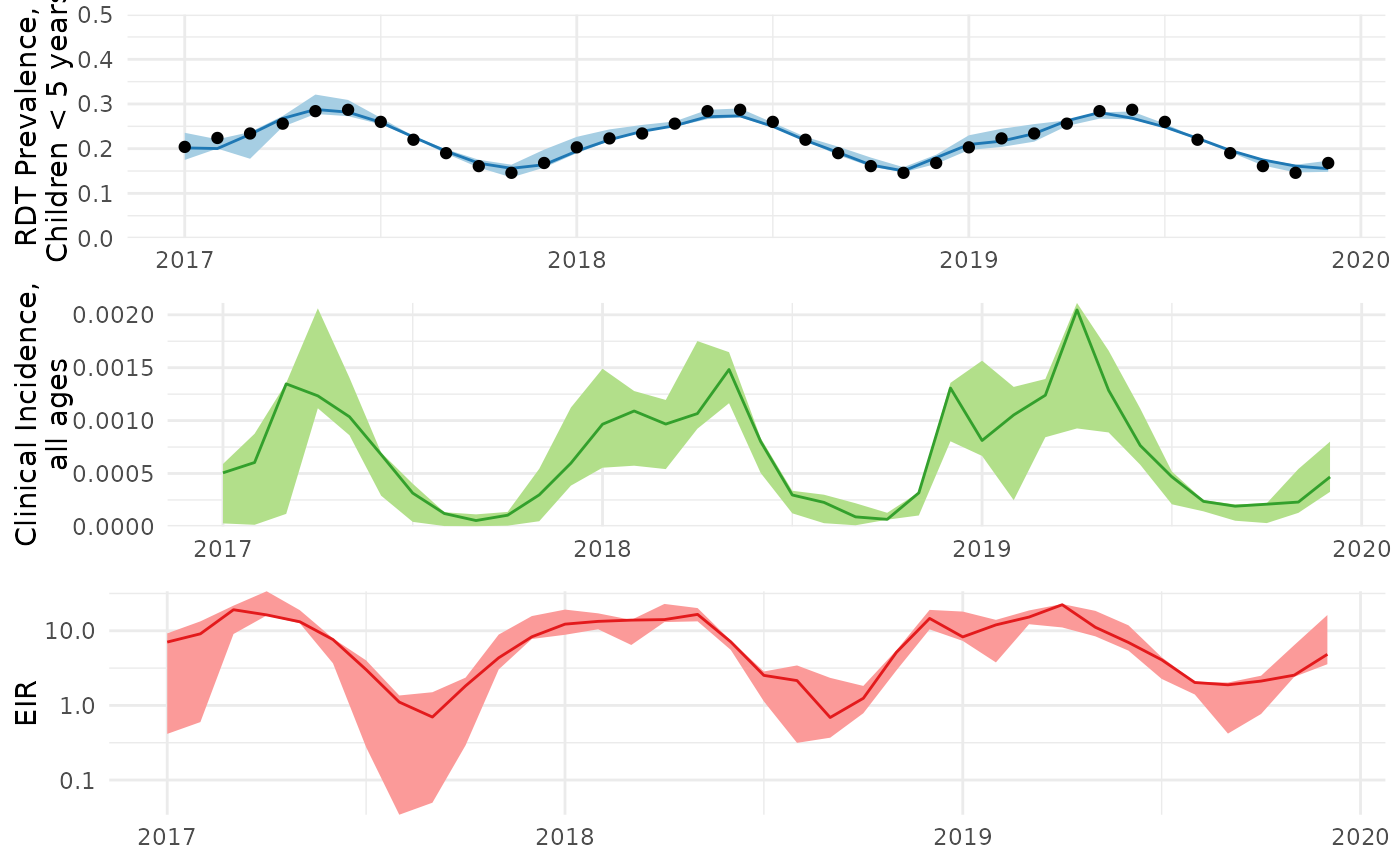 RDT Prevalence,
Children < 5 years
0.5
0.4
0.3
0.2
0.1
0.0
2017 2018 2019 2020
Clinical Incidence,
all ages
0.0020
0.0015
0.0010
0.0005
0.0000
2017 2018 2019 2020
EIR
10.0
1.0
0.1
2017 2018 2019 2020